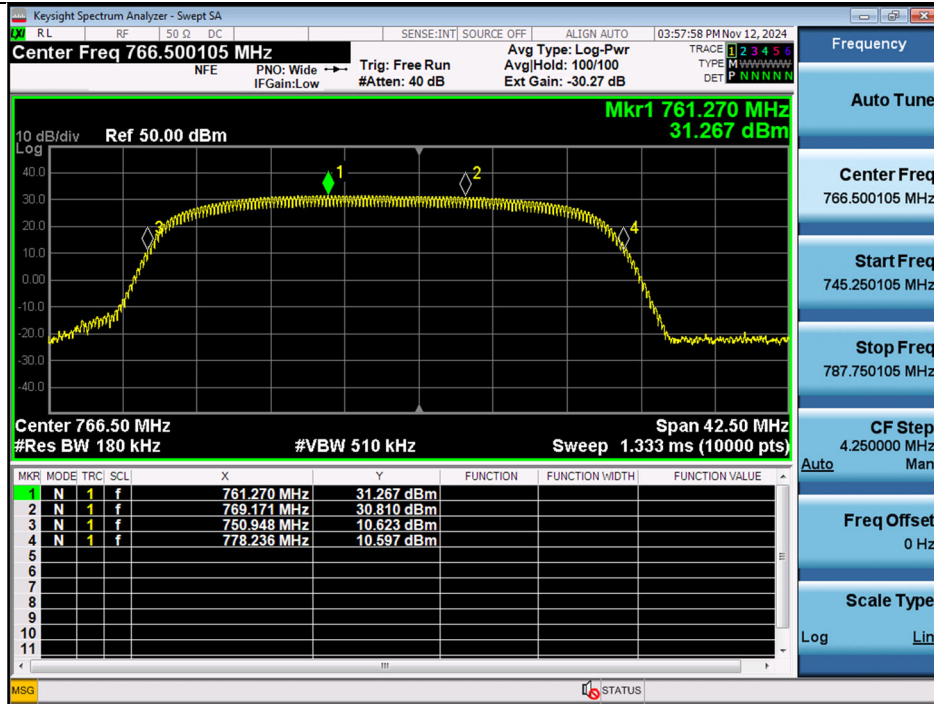 Keysight Spectrum Analyzer - Swept SA
LXI RL RF 50 Ω DC SENSE:INT SOURCE OFF ALIGN AUTO 03:57:58 PM Nov 12, 2024
Center Freq 766.500105 MHz
NFE
PNO: Wide
IFGain:Low
Trig: Free Run
#Atten: 40 dB
Avg Type: Log-Pwr
Avg|Hold: 100/100
Ext Gain: -30.27 dB
TRACE 1 2 3 4 5 6
TYPE M W W W W W
DET P N N N N N
Mkr1 761.270 MHz
31.267 dBm
10 dB/div Ref 50.00 dBm
Log
40.0
30.0
20.0
10.0
0.00
-10.0
-20.0
-30.0
-40.0
1
2
3
4
Center 766.50 MHz Span 42.50 MHz
#Res BW 180 kHz #VBW 510 kHz Sweep 1.333 ms (10000 pts)
MKR MODE TRC SCL X Y FUNCTION FUNCTION WIDTH FUNCTION VALUE
1 N 1 f 761.270 MHz 31.267 dBm
2 N 1 f 769.171 MHz 30.810 dBm
3 N 1 f 750.948 MHz 10.623 dBm
4 N 1 f 778.236 MHz 10.597 dBm
5
6
7
8
9
10
11
MSG STATUS
Frequency
Auto Tune
Center Freq
766.500105 MHz
Start Freq
745.250105 MHz
Stop Freq
787.750105 MHz
CF Step
4.250000 MHz
Auto Man
Freq Offset
0 Hz
Scale Type
Log Lin